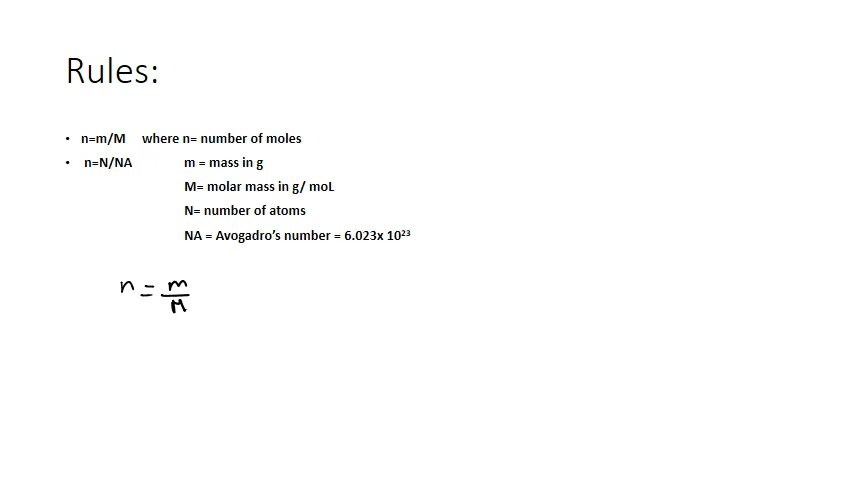 Rules:
• n=m/M where n= number of moles
• n=N/NA m = mass in g
M= molar mass in g/ moL
N= number of atoms
NA = Avogadro’s number = 6.023x 10²³
n = m/M